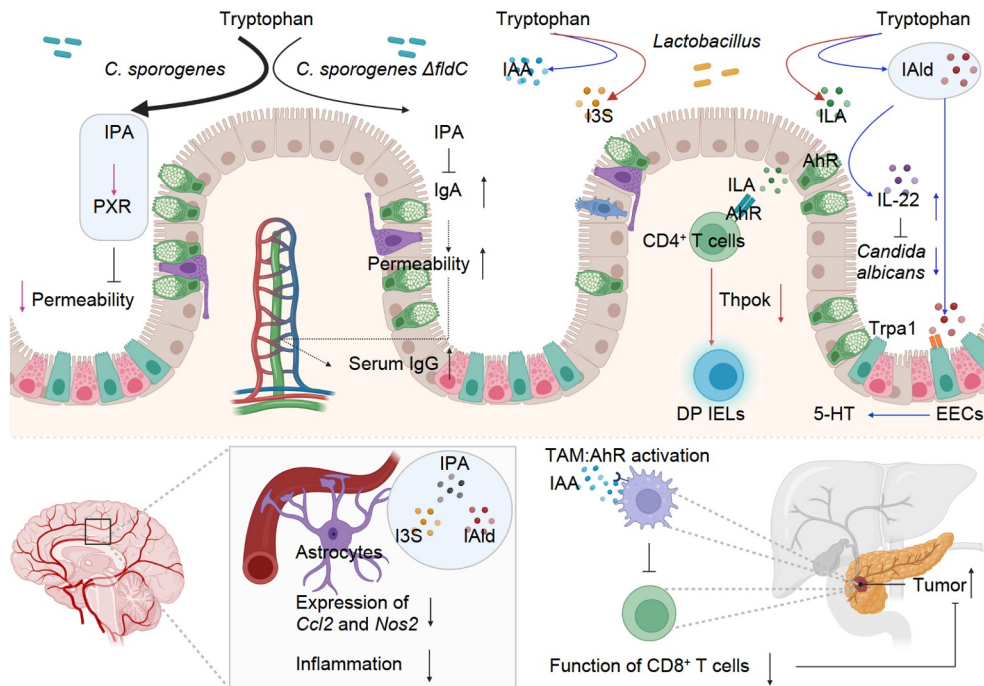 Tryptophan
C. sporogenes
C. sporogenes ΔfldC
IPA
PXR
Permeability
IPA
IgA
Permeability
Serum IgG
Tryptophan
Lactobacillus
Tryptophan
IAA
I3S
ILA
IAld
AhR
ILA
AhR
CD4⁺ T cells
IL-22
Candida
albicans
Thpok
Trpa1
DP IELs
5-HT
EECs
IPA
I3S
IAld
Astrocytes
Expression of
Ccl2 and Nos2
Inflammation
TAM:AhR activation
IAA
Tumor
Function of CD8⁺ T cells